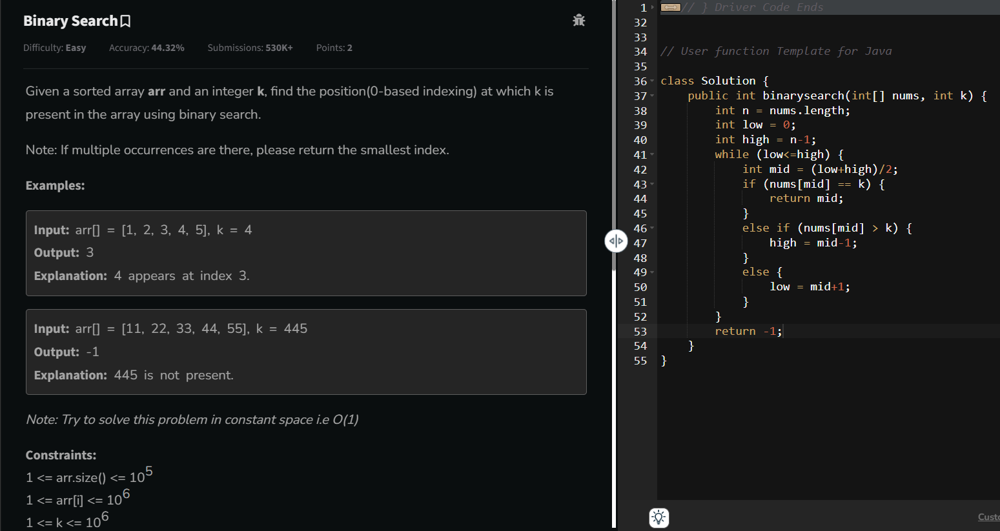 Binary Search
Difficulty: Easy Accuracy: 44.32% Submissions: 530K+ Points: 2
Given a sorted array arr and an integer k, find the position(0-based indexing) at which k is
present in the array using binary search.
Note: If multiple occurrences are there, please return the smallest index.
Examples:
Input: arr[] = [1, 2, 3, 4, 5], k = 4
Output: 3
Explanation: 4 appears at index 3.
Input: arr[] = [11, 22, 33, 44, 55], k = 445
Output: -1
Explanation: 445 is not present.
Note: Try to solve this problem in constant space i.e O(1)
Constraints:
1 <= arr.size() <= 10^5
1 <= arr[i] <= 10^6
1 <= k <= 10^6
1 // } Driver Code Ends
32
33
34 // User function Template for Java
35
36 class Solution {
37     public int binarysearch(int[] nums, int k) {
38         int n = nums.length;
39         int low = 0;
40         int high = n-1;
41         while (low<=high) {
42             int mid = (low+high)/2;
43             if (nums[mid] == k) {
44                 return mid;
45             }
46             else if (nums[mid] > k) {
47                 high = mid-1;
48             }
49             else {
50                 low = mid+1;
51             }
52         }
53         return -1;
54     }
55 }
Custo